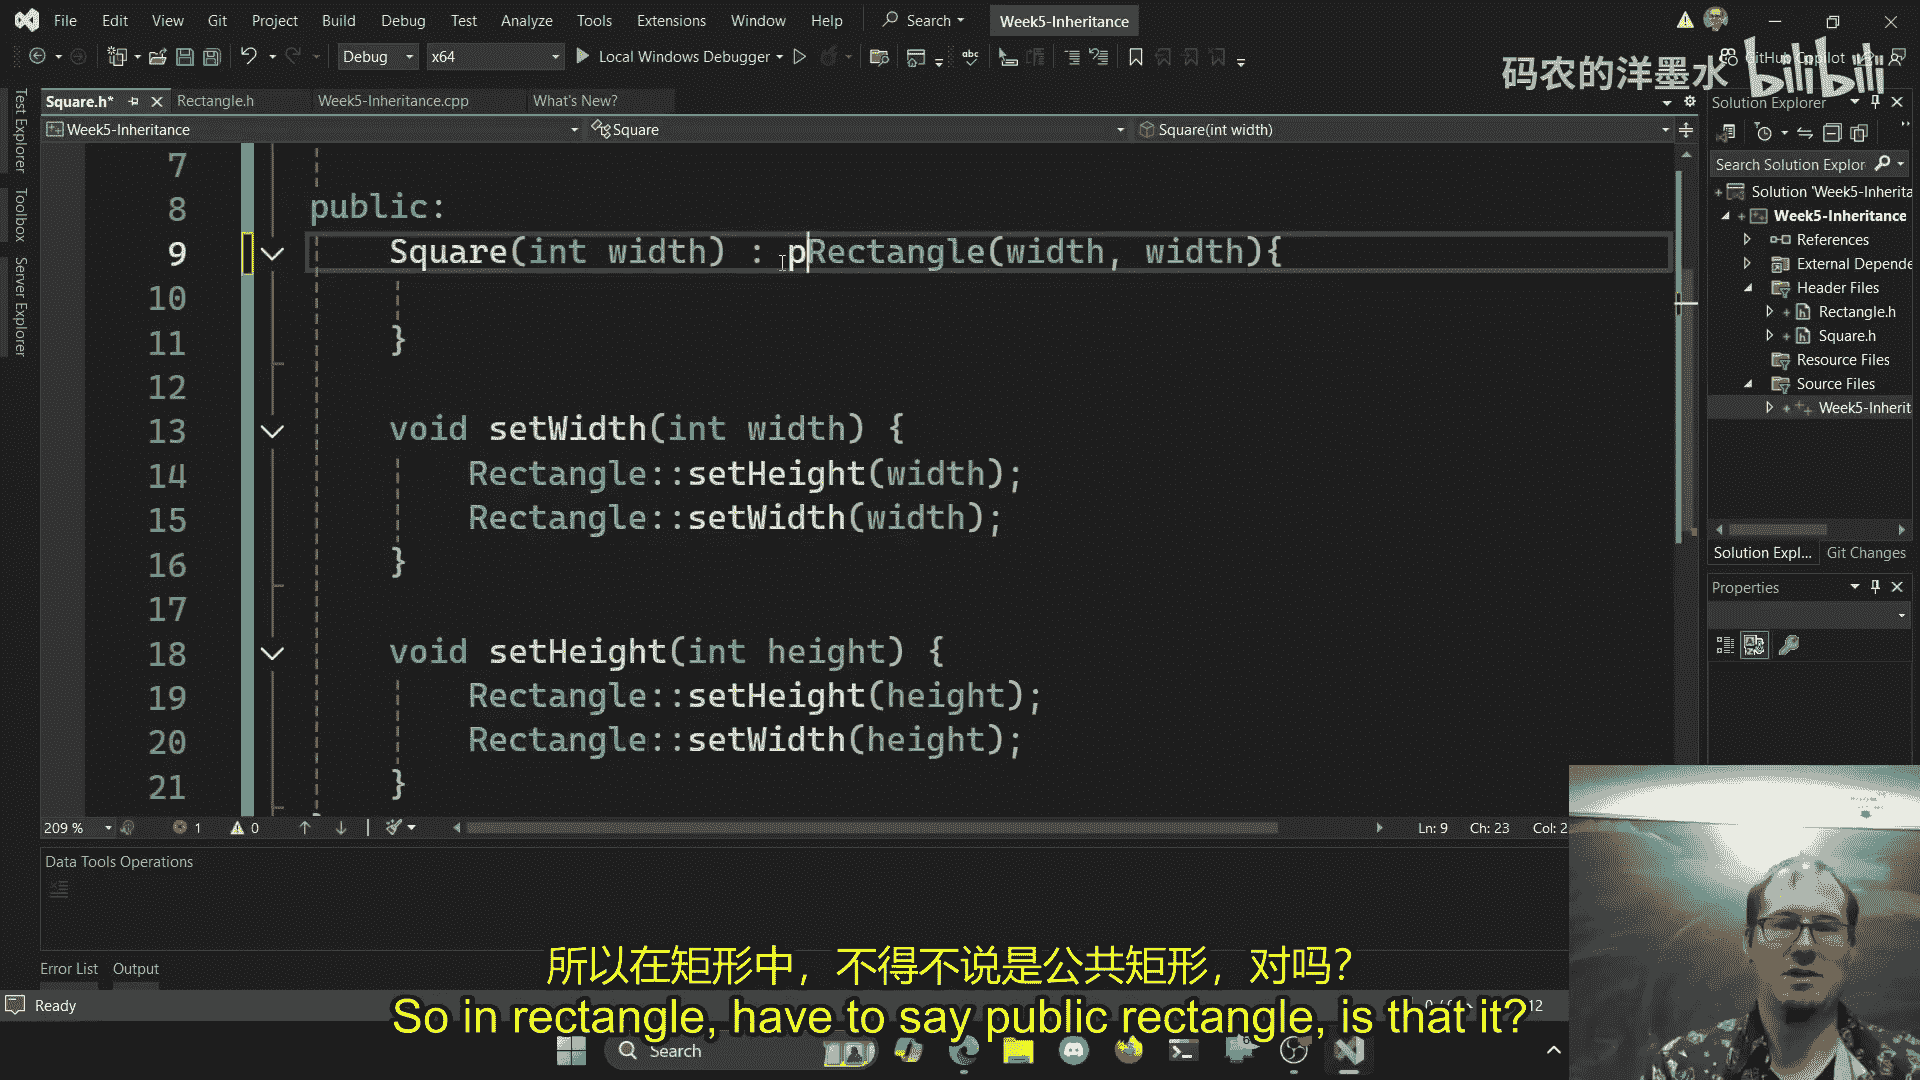 File Edit View Git Project Build Debug Test Analyze Tools Extensions Window Help Search Week5-Inheritance
Debug x64 Local Windows Debugger GitHub Copilot
码农的洋墨水 bilibili
Square.h* Rectangle.h Week5-Inheritance.cpp What's New?
Week5-Inheritance Square Square(int width)
Test Explorer
Toolbox
Server Explorer
7
8 public:
9 Square(int width) : pRectangle(width, width){
10
11 }
12
13 void setWidth(int width) {
14 Rectangle::setHeight(width);
15 Rectangle::setWidth(width);
16 }
17
18 void setHeight(int height) {
19 Rectangle::setHeight(height);
20 Rectangle::setWidth(height);
21 }
209 % 1 0 Ln: 9 Ch: 23 Col: 2
Data Tools Operations
Error List Output
Ready
Solution Explorer
Search Solution Explor
Solution 'Week5-Inherita
Week5-Inheritance
References
External Depende
Header Files
Rectangle.h
Square.h
Resource Files
Source Files
Week5-Inherit
Solution Expl... Git Changes
Properties
所以在矩形中，不得不说是公共矩形，对吗？
So in rectangle, have to say public rectangle, is that it?
Search